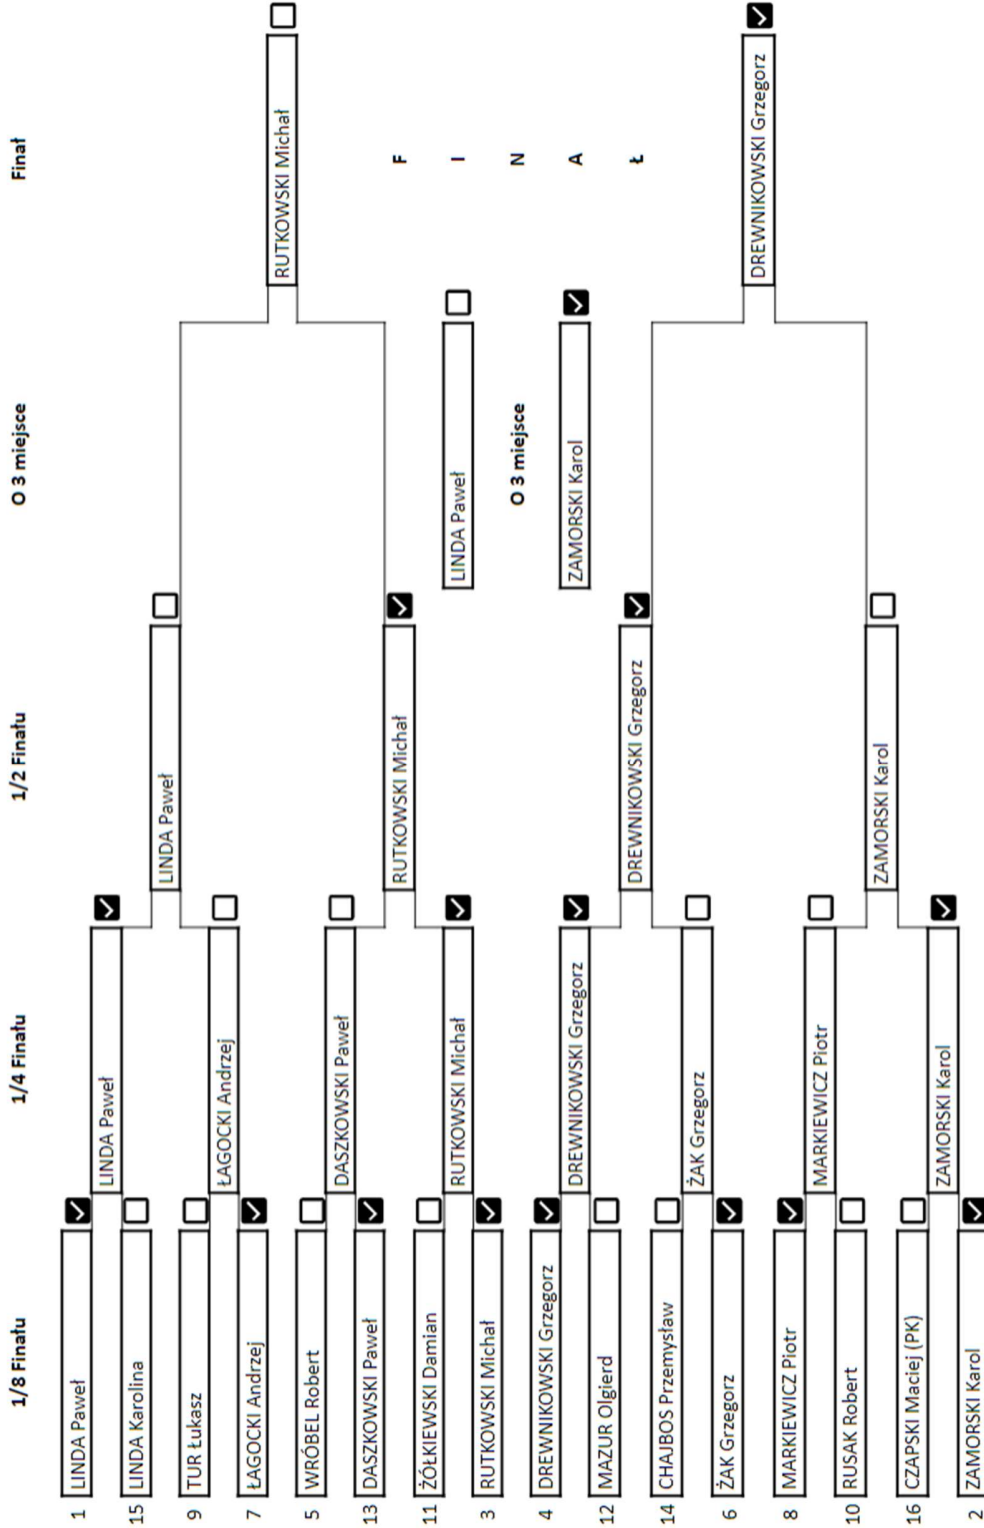 1/8 Finału
1/4 Finału
1/2 Finału
O 3 miejsce
Finał
1 LINDA Paweł
15 LINDA Karolina
9 TUR Łukasz
7 ŁAGOCKI Andrzej
5 WRÓBEL Robert
13 DASZKOWSKI Paweł
11 ŻÓŁKIEWSKI Damian
3 RUTKOWSKI Michał
4 DREWNIKOWSKI Grzegorz
12 MAZUR Olgierd
14 CHAJBOS Przemysław
6 ŻAK Grzegorz
8 MARKIEWICZ Piotr
10 RUSAK Robert
16 CZAPSKI Maciej (PK)
2 ZAMORSKI Karol
LINDA Paweł
ŁAGOCKI Andrzej
DASZKOWSKI Paweł
RUTKOWSKI Michał
DREWNIKOWSKI Grzegorz
ŻAK Grzegorz
MARKIEWICZ Piotr
ZAMORSKI Karol
LINDA Paweł
RUTKOWSKI Michał
DREWNIKOWSKI Grzegorz
ZAMORSKI Karol
LINDA Paweł
O 3 miejsce
ZAMORSKI Karol
RUTKOWSKI Michał
F
I
N
A
Ł
DREWNIKOWSKI Grzegorz